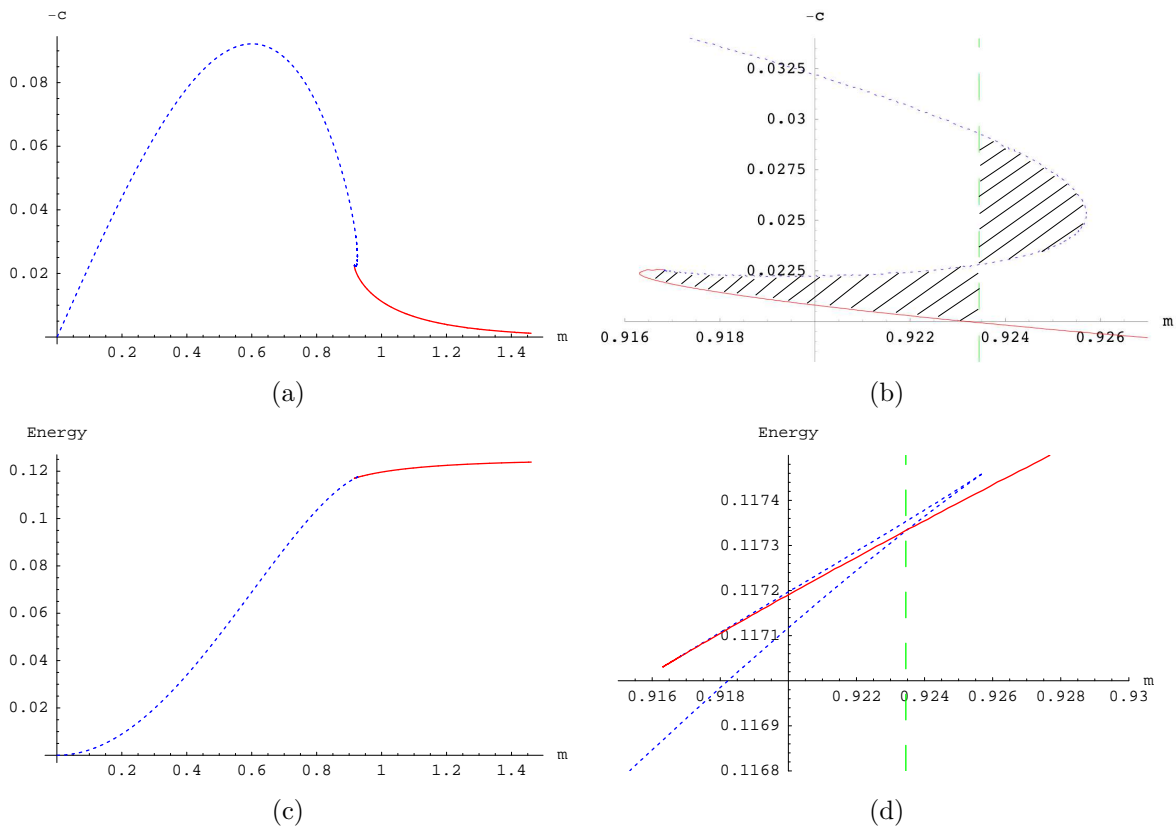 -c
0.08
0.06
0.04
0.02
0.2 0.4 0.6 0.8 1 1.2 1.4 m
(a)
-c
0.0325
0.03
0.0275
0.025
0.0225
0.916 0.918 0.922 0.924 0.926 m
(b)
Energy
0.12
0.1
0.08
0.06
0.04
0.02
0.2 0.4 0.6 0.8 1 1.2 1.4 m
(c)
Energy
0.1174
0.1173
0.1172
0.1171
0.916 0.918 0.922 0.924 0.926 0.928 0.93 m
0.1169
0.1168
(d)